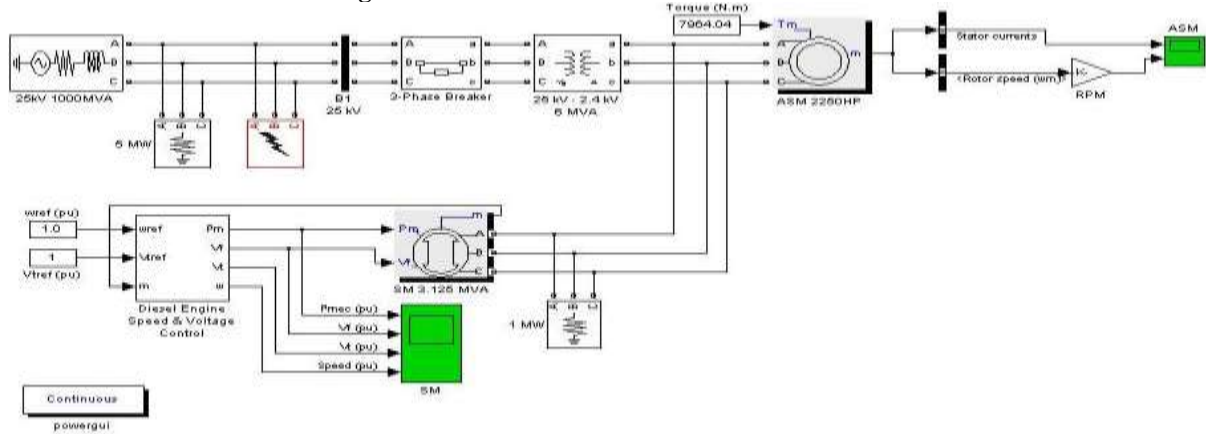 Torque (N.m)
7964.04
Tm
A
B
C
m
ASM 2250HP
Stator currents
<Rotor speed (wm)
K-
RPM
ASM
A
B
C
25kV 1000MVA
A
B
C
5 MW
A
B
C
B1
25 kV
A
B
C
a
b
c
3-Phase Breaker
A
B
C
a
b
c
25 kV - 2.4 kV
6 MVA
wref (pu)
1.0
1
Vtref (pu)
wref
Vtref
m
Pm
Vf
Vt
w
Diesel Engine
Speed & Voltage
Control
Pm
Vf
m
A
B
C
SM 3.125 MVA
A
B
C
1 MW
Pmec (pu)
Vf (pu)
Vt (pu)
Speed (pu)
SM
Continuous
powergui